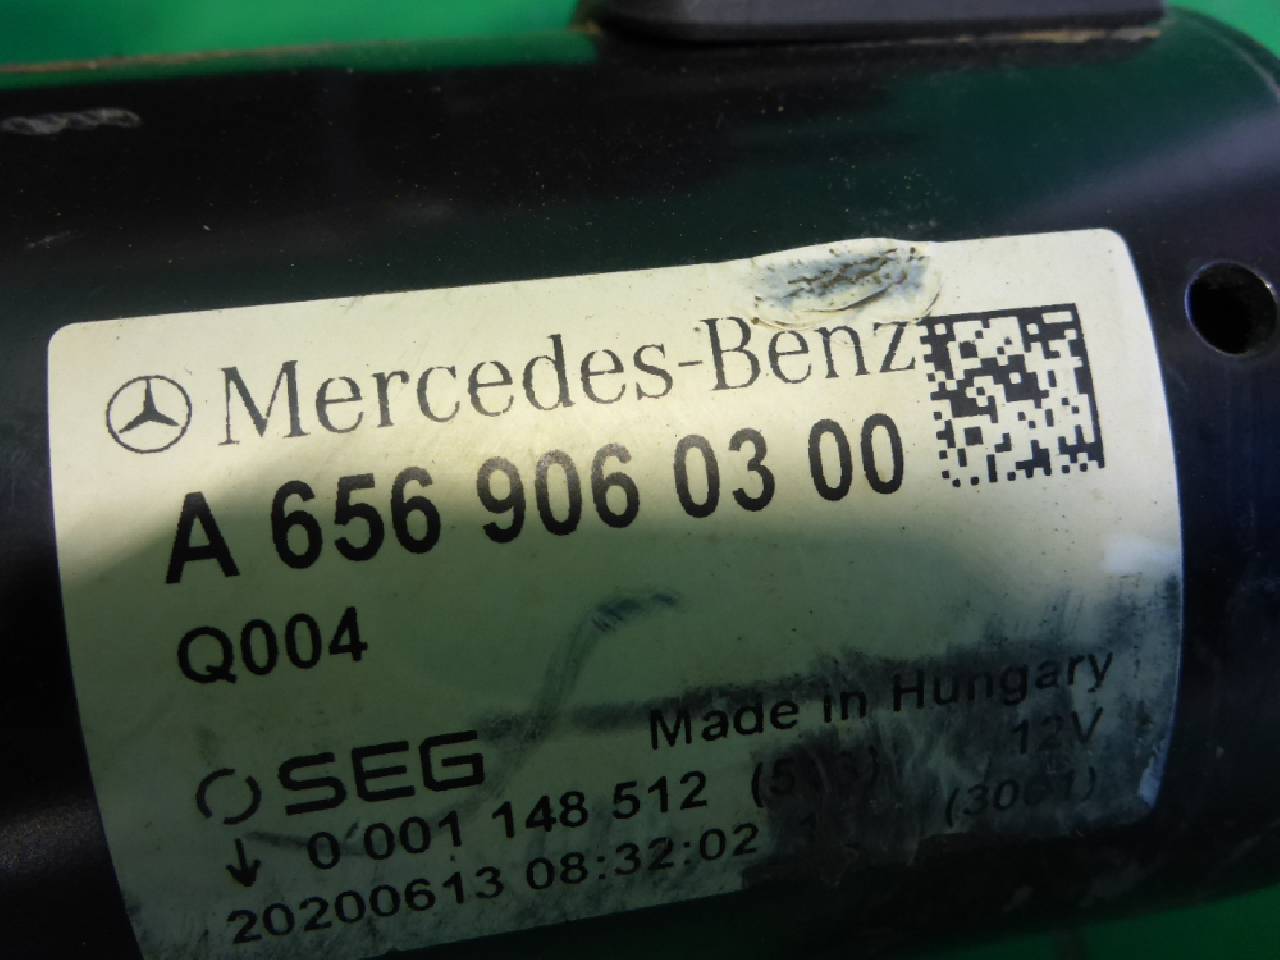 Mercedes-Benz
A 656 906 03 00
Q004
Made in Hungary
SEG 12V
0 001 148 512
20200613 08:32:02